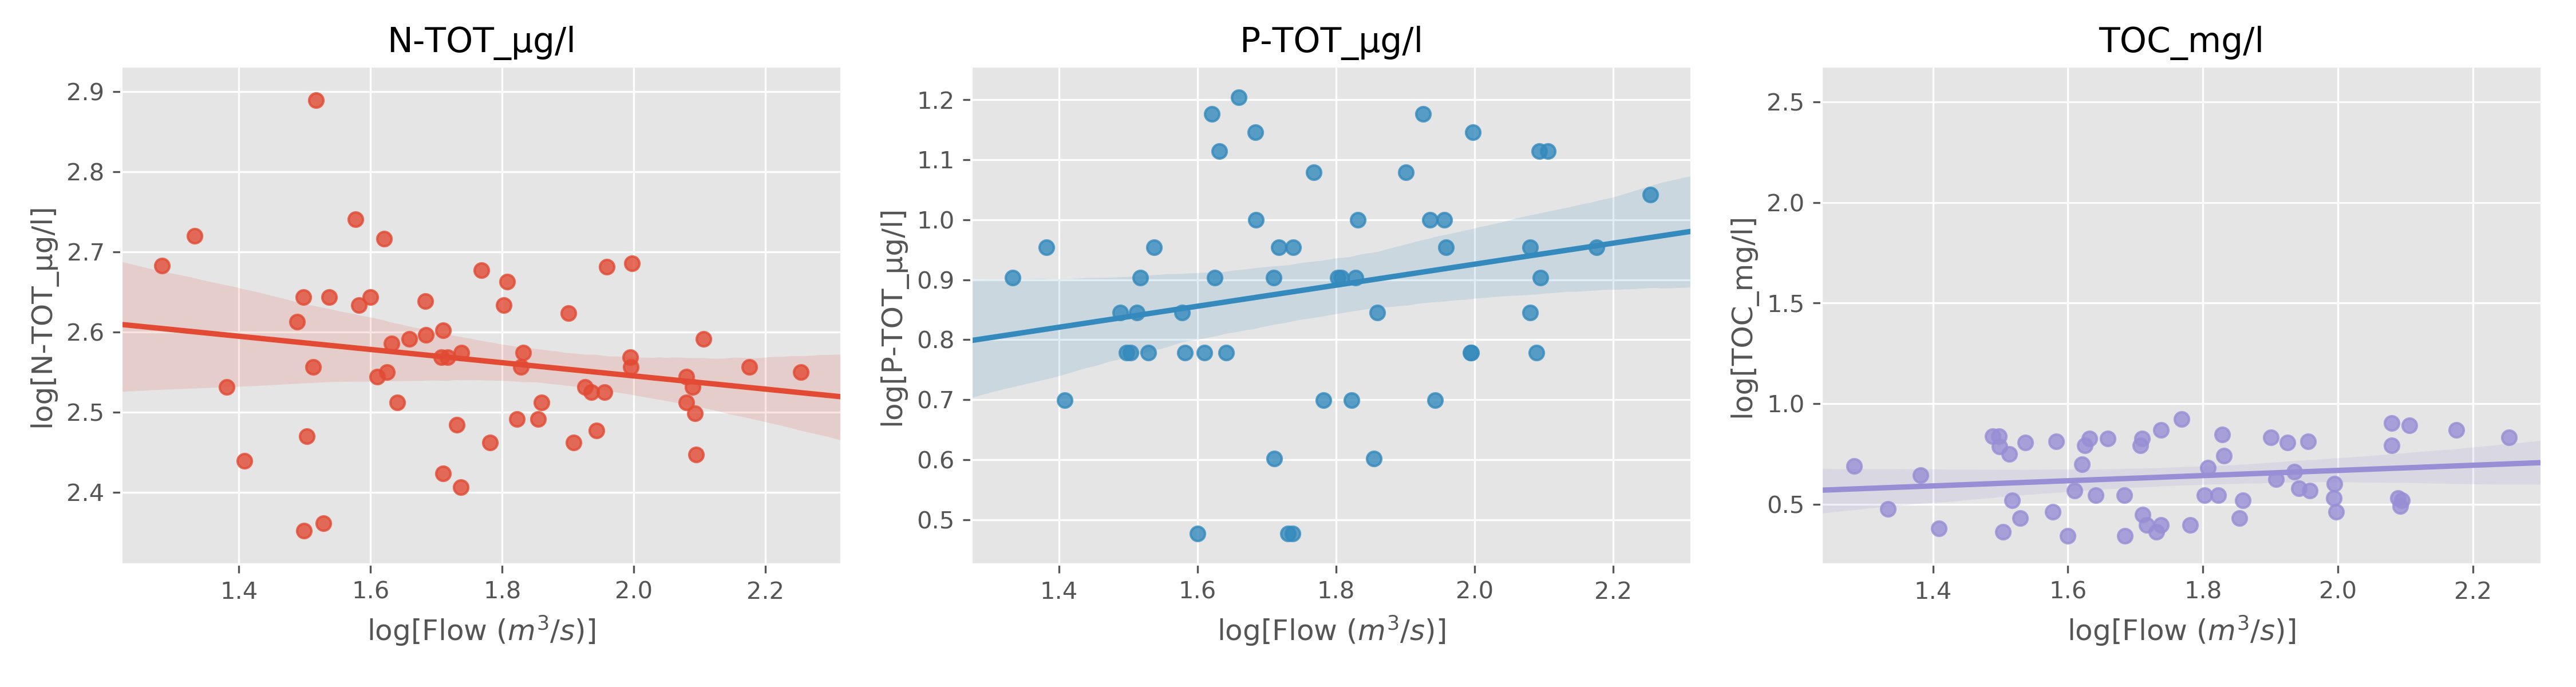 N-TOT_µg/l
log[N-TOT_µg/l]
2.9
2.8
2.7
2.6
2.5
2.4
1.4 1.6 1.8 2.0 2.2
log[Flow (m³/s)]
P-TOT_µg/l
log[P-TOT_µg/l]
1.2
1.1
1.0
0.9
0.8
0.7
0.6
0.5
1.4 1.6 1.8 2.0 2.2
log[Flow (m³/s)]
TOC_mg/l
log[TOC_mg/l]
2.5
2.0
1.5
1.0
0.5
1.4 1.6 1.8 2.0 2.2
log[Flow (m³/s)]